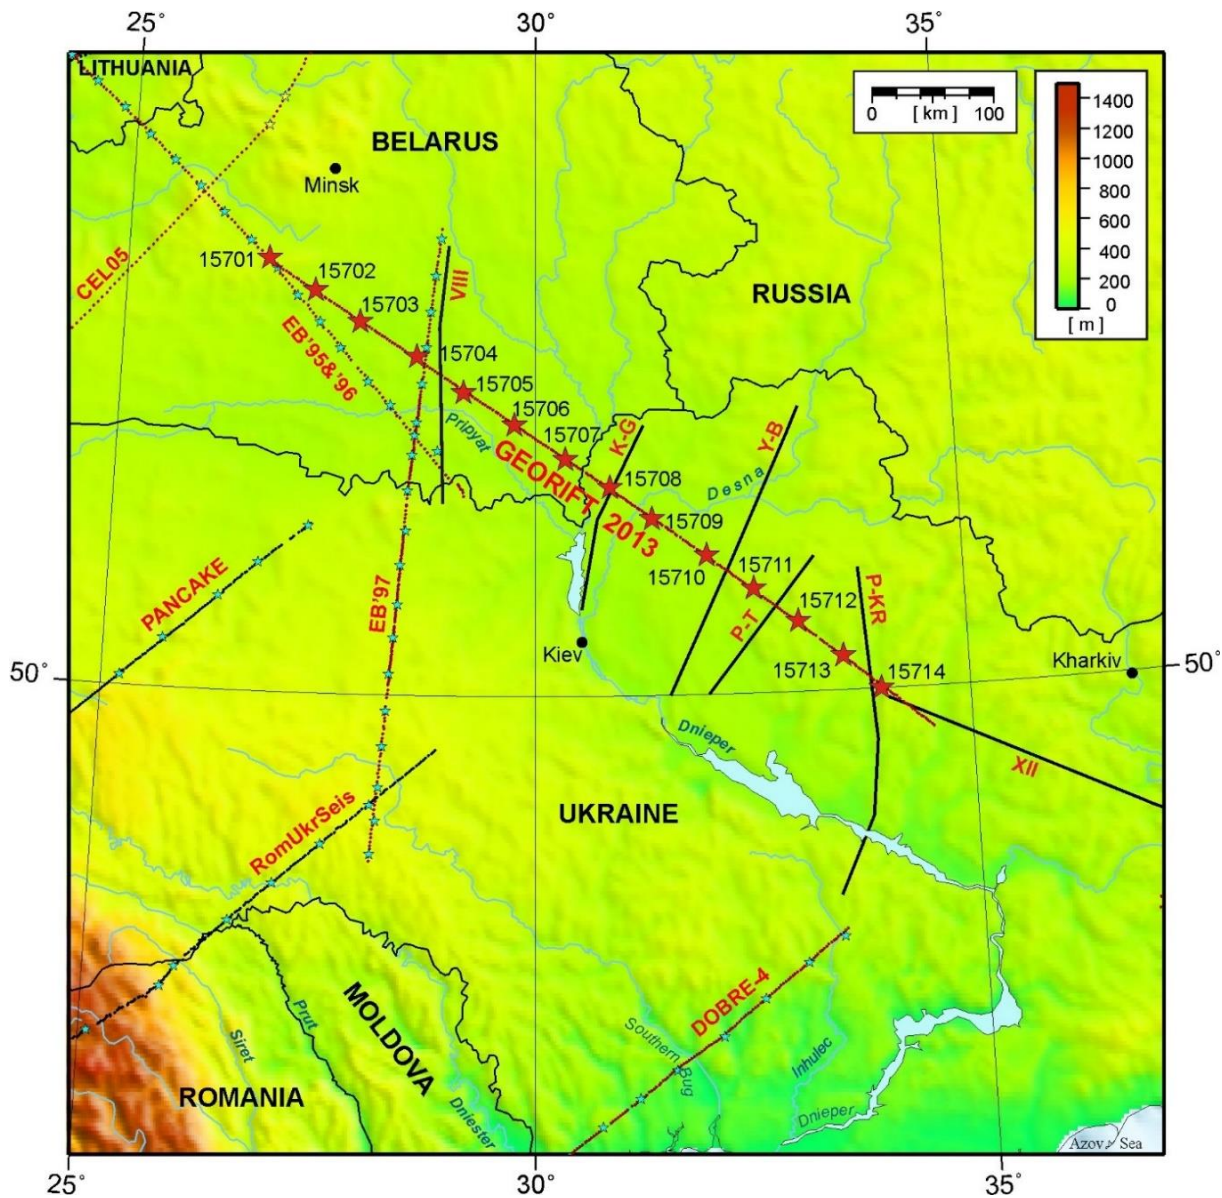 25°
30°
35°
LITHUANIA
BELARUS
Minsk
0 [ km ] 100
1400
1200
1000
800
600
400
200
0
[ m ]
CEL05
15701
15702
15703
VIII
RUSSIA
EB'95&'96
15704
15705
15706
Pripyat
15707
K-G
Y-B
GEORIFT 2013
15708
Desna
15709
PANCAKE
EB'97
15710
15711
P-T
15712
P-KR
Kiev
15713
15714
Kharkiv
50°
50°
Dnieper
XII
UKRAINE
RomUkrSeis
MOLDOVA
DOBRE-4
Prut
Siret
Southern Bug
Inhulec
ROMANIA
Dniester
Dnieper
Azov Sea
25°
30°
35°